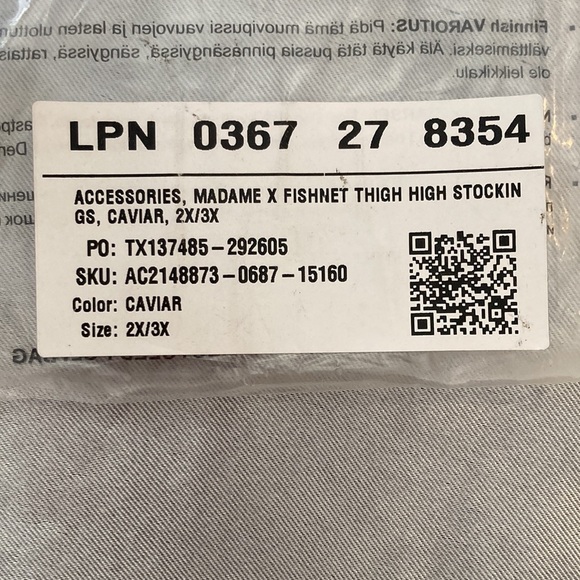 Finnish VAROITUS: Pidä tämä muovipussi vauvojen ja lasten
välttämiseksi. Älä käytä tätä pussia pinnasängyissä, sängyissä,
ole leikkikalu.
LPN 0367 27 8354
ACCESSORIES, MADAME X FISHNET THIGH HIGH STOCKIN
GS, CAVIAR, 2X/3X
PO: TX137485-292605
SKU: AC2148873-0687-15160
Color: CAVIAR
Size: 2X/3X